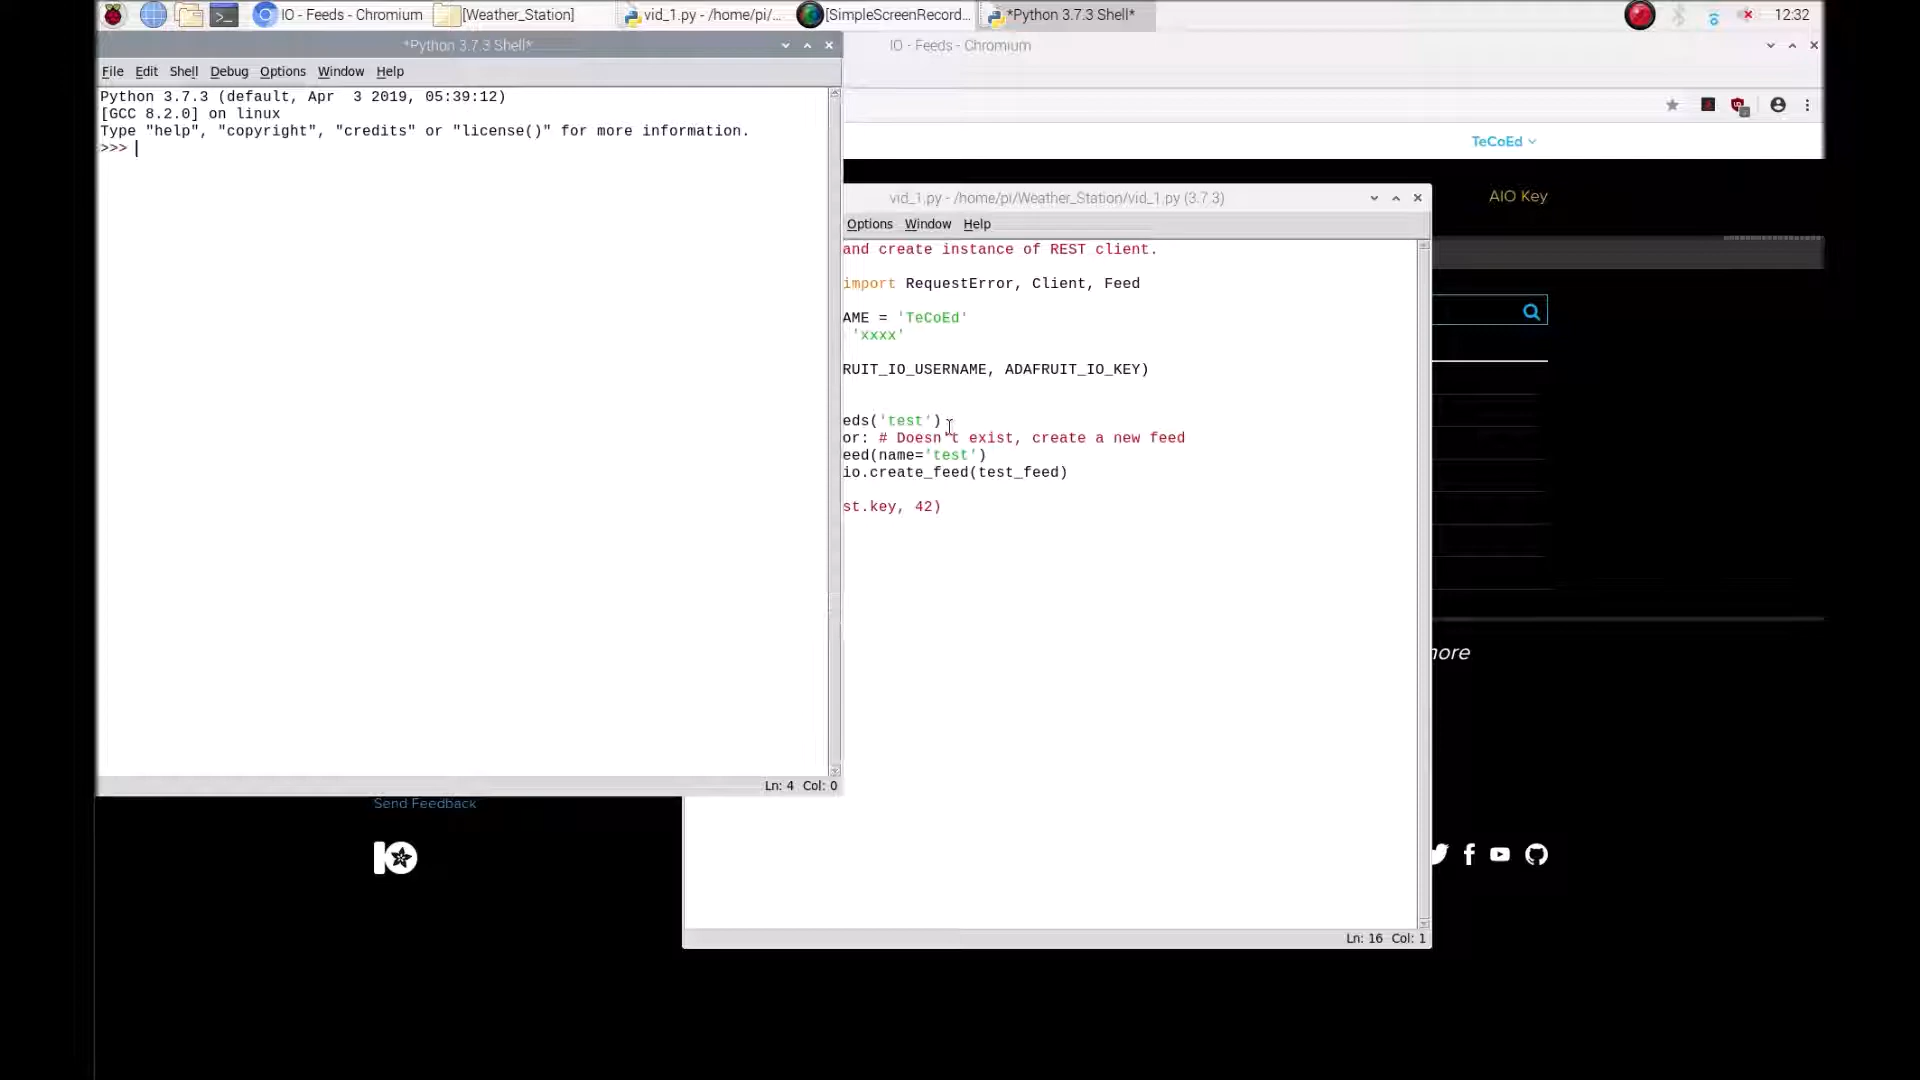 IO - Feeds - Chromium
[Weather_Station]
vid_1.py - /home/pi/...
[SimpleScreenRecord...
*Python 3.7.3 Shell*
12:32
*Python 3.7.3 Shell*
File Edit Shell Debug Options Window Help
Python 3.7.3 (default, Apr  3 2019, 05:39:12)
[GCC 8.2.0] on linux
Type "help", "copyright", "credits" or "license()" for more information.
>>>
Ln: 4 Col: 0
IO - Feeds - Chromium
TeCoEd
AIO Key
vid_1.py - /home/pi/Weather_Station/vid_1.py (3.7.3)
Options Window Help
and create instance of REST client.
import RequestError, Client, Feed
AME = 'TeCoEd'
'xxxx'
RUIT_IO_USERNAME, ADAFRUIT_IO_KEY)
eds('test')
or: # Doesn't exist, create a new feed
eed(name='test')
io.create_feed(test_feed)
st.key, 42)
Ln: 16 Col: 1
more
Send Feedback
IO